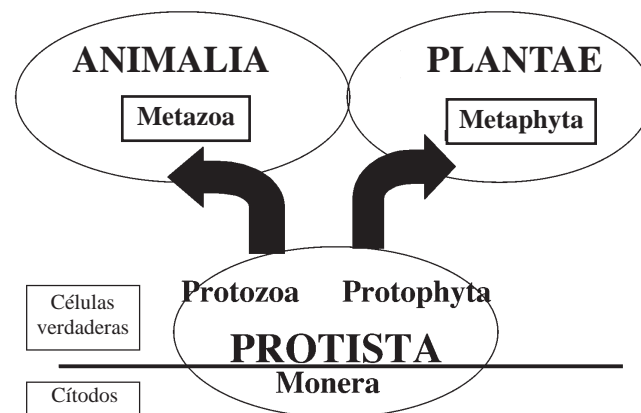 ANIMALIA
PLANTAE
Metazoa
Metaphyta
Protozoa
Protophyta
Células
verdaderas
PROTISTA
Monera
Cítodos